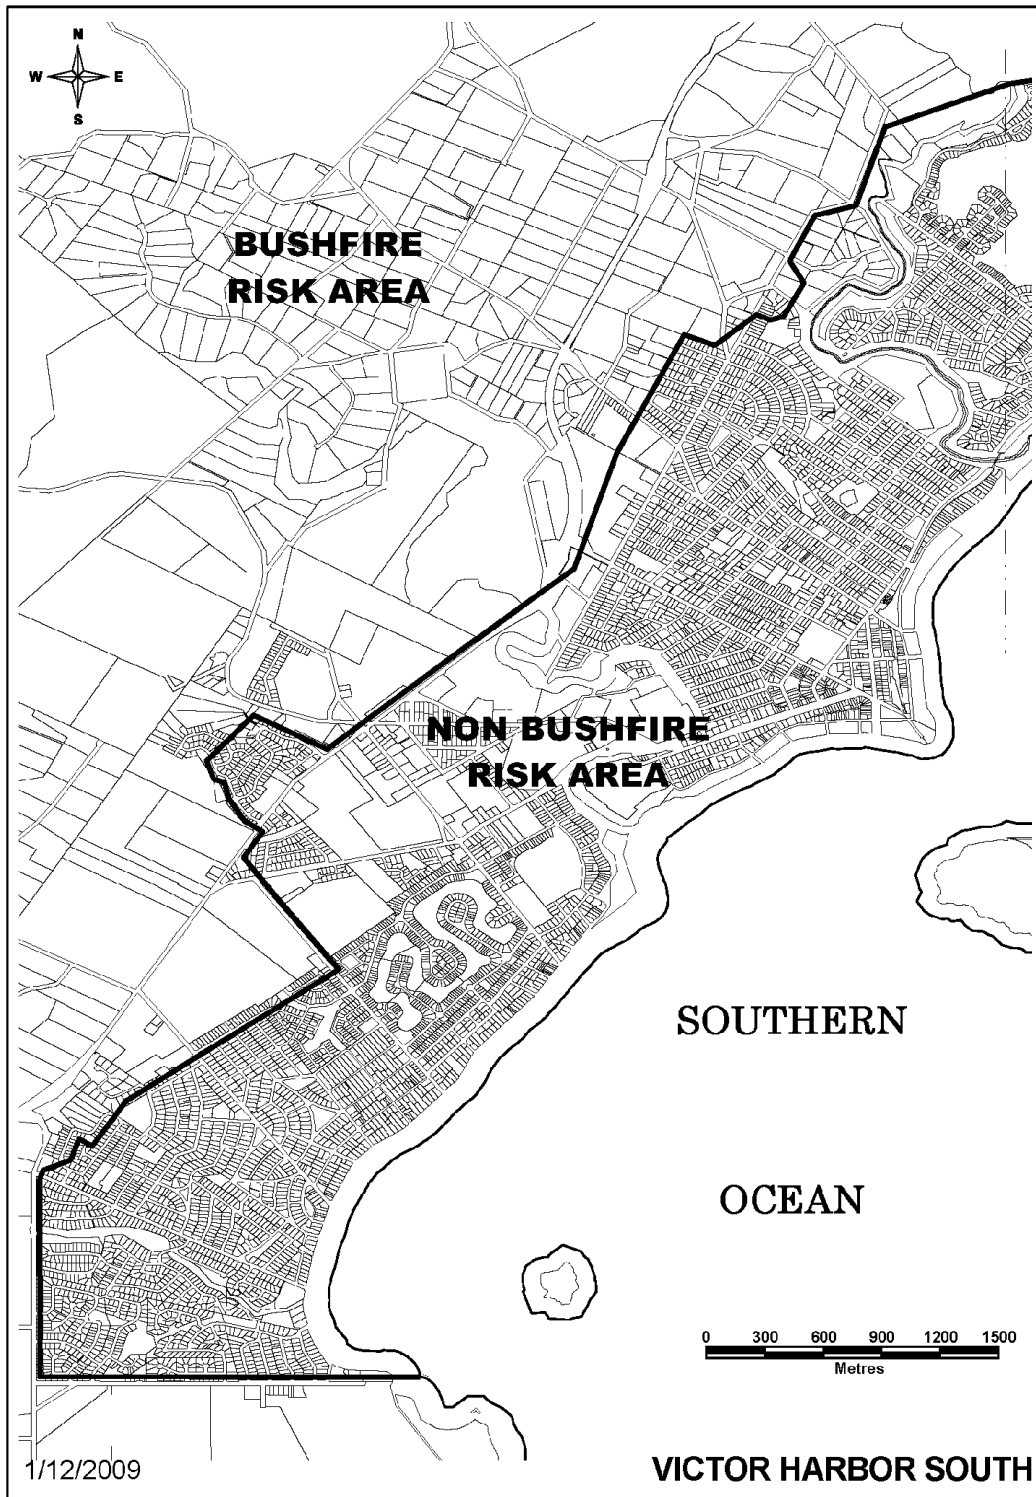 N
W E
S
BUSHFIRE
RISK AREA
NON BUSHFIRE
RISK AREA
SOUTHERN
OCEAN
0 300 600 900 1200 1500
Metres
1/12/2009
VICTOR HARBOR SOUTH